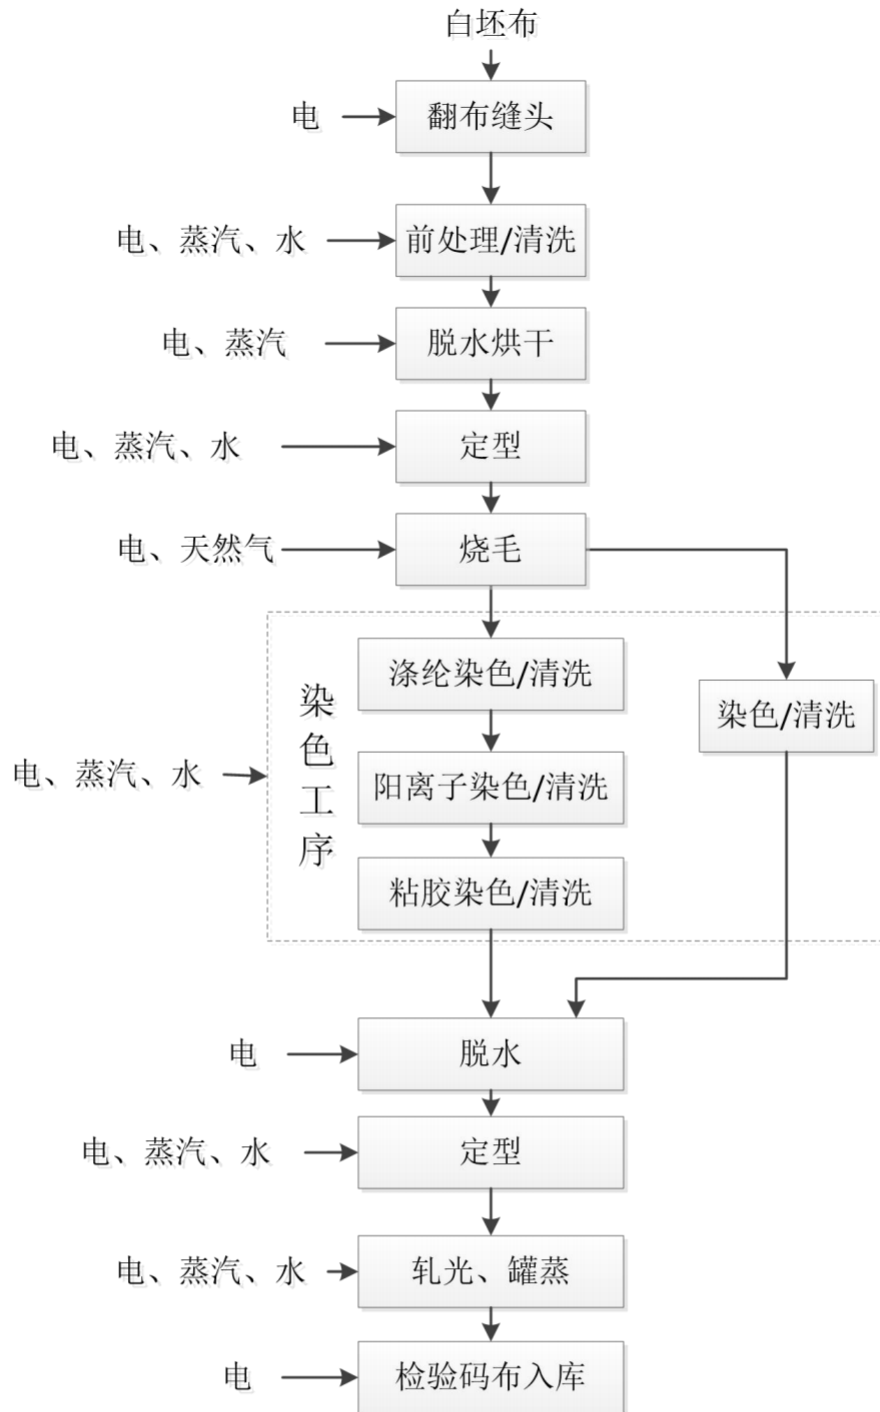 白坯布
电
翻布缝头
电、蒸汽、水
前处理/清洗
电、蒸汽
脱水烘干
电、蒸汽、水
定型
电、天然气
烧毛
染色工序
涤纶染色/清洗
染色/清洗
电、蒸汽、水
阳离子染色/清洗
粘胶染色/清洗
电
脱水
电、蒸汽、水
定型
电、蒸汽、水
轧光、罐蒸
电
检验码布入库